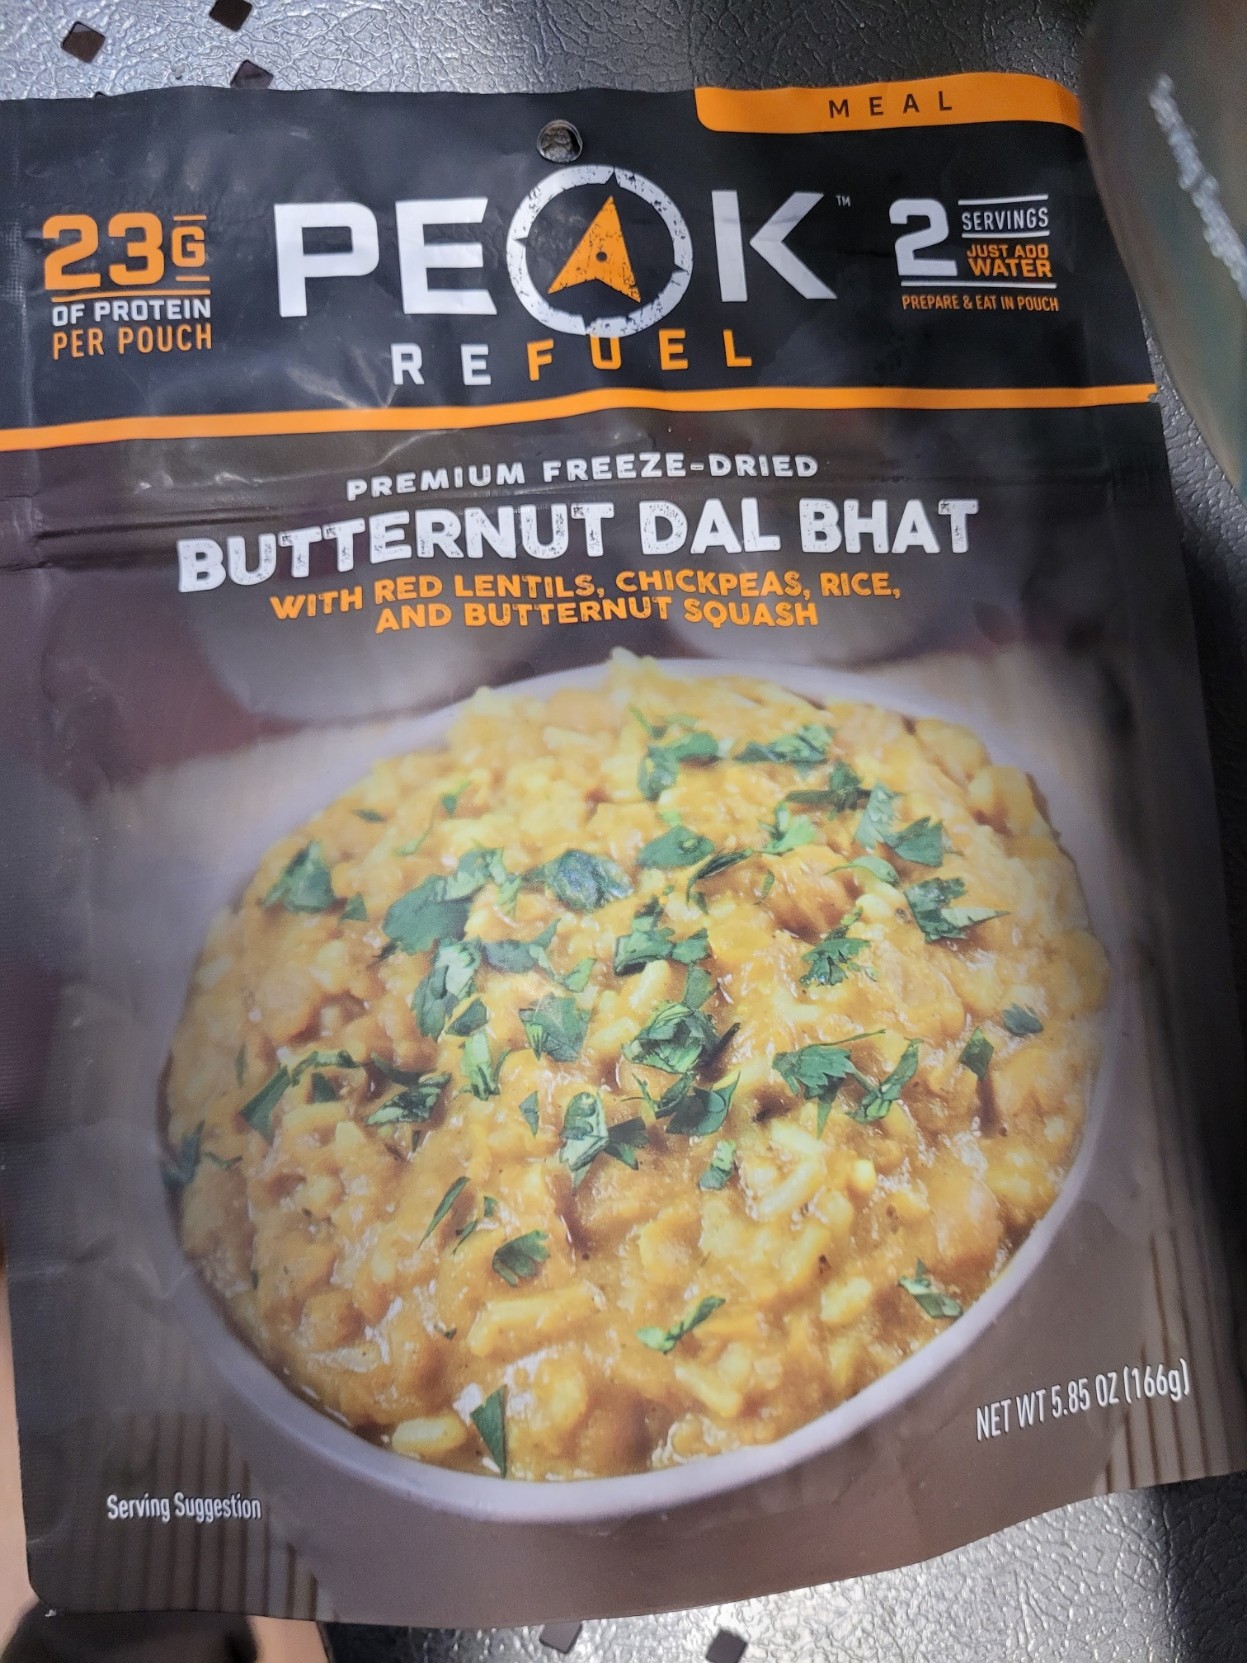 MEAL
23G
OF PROTEIN
PER POUCH
PEAK™
REFUEL
2 SERVINGS
JUST ADD
WATER
PREPARE & EAT IN POUCH
PREMIUM FREEZE-DRIED
BUTTERNUT DAL BHAT
WITH RED LENTILS, CHICKPEAS, RICE,
AND BUTTERNUT SQUASH
NET WT 5.85 OZ (166g)
Serving Suggestion